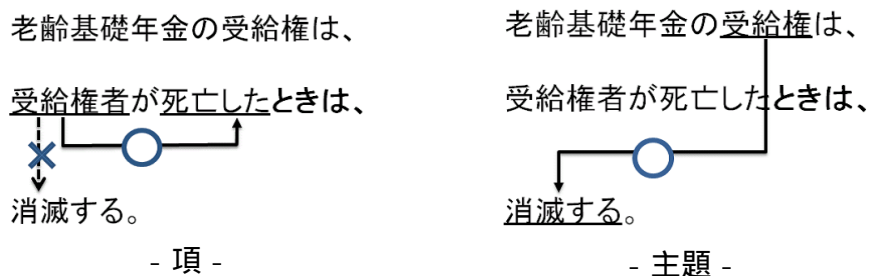 老齢基礎年金の受給権は、
受給権者が死亡したときは、
消滅する。
- 項 -
老齢基礎年金の受給権は、
受給権者が死亡したときは、
消滅する。
- 主題 -